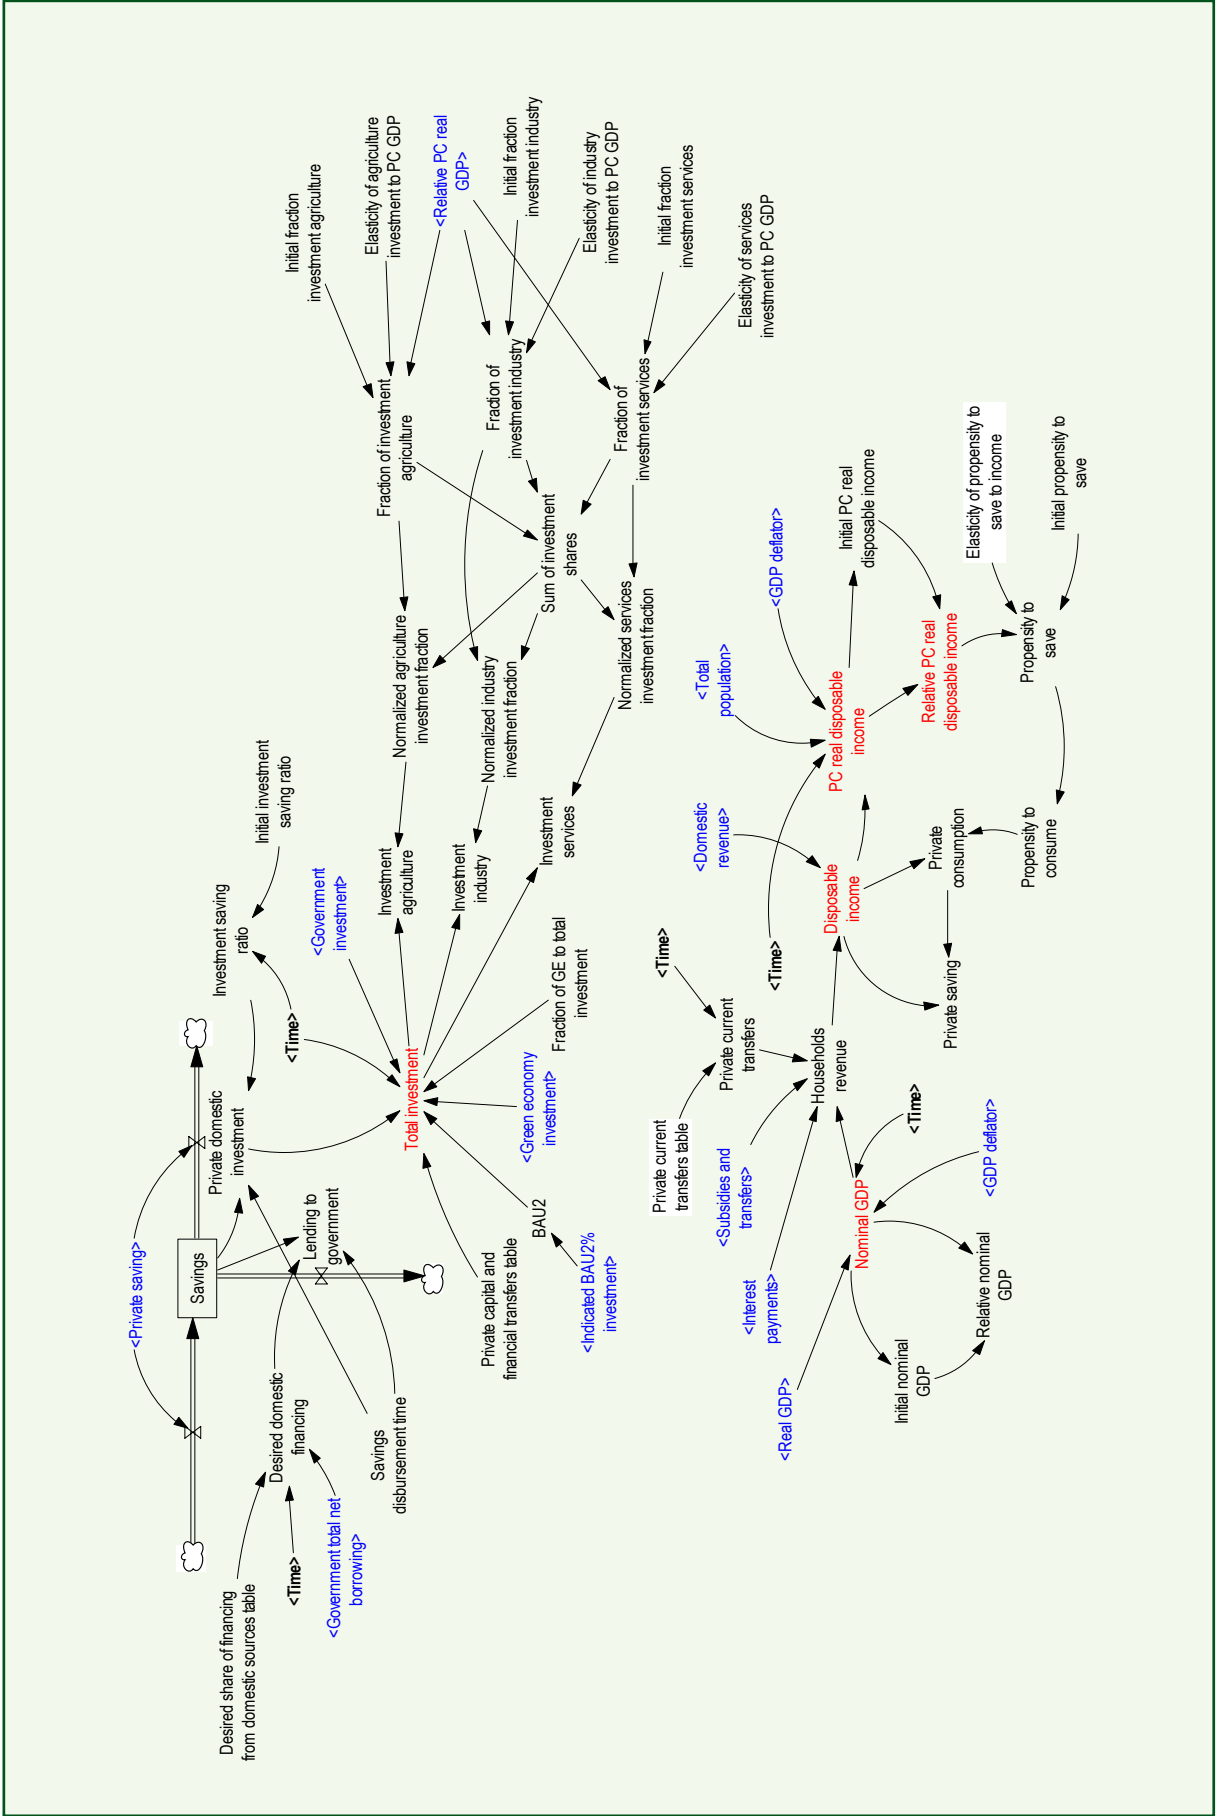 <Private saving>
Savings
Private domestic
investment
Investment saving
ratio
Initial investment
saving ratio
<Time>
Lending to
government
Desired domestic
financing
Desired share of financing
from domestic sources table
<Time>
<Government total net
borrowing>
Savings
disbursement time
<Government
investment>
Total investment
Private capital and
financial transfers table
BAU2
<Indicated BAU2%
investment>
<Green economy
investment>
Fraction of GE to total
investment
Investment
agriculture
Investment
industry
Investment
services
Normalized agriculture
investment fraction
Normalized industry
investment fraction
Normalized services
investment fraction
Sum of investment
shares
Fraction of investment
agriculture
Fraction of
investment industry
Fraction of
investment services
Initial fraction
investment agriculture
Elasticity of agriculture
investment to PC GDP
<Relative PC real
GDP>
Initial fraction
investment industry
Elasticity of industry
investment to PC GDP
Initial fraction
investment services
Elasticity of services
investment to PC GDP
<Time>
Private current
transfers table
Private current
transfers
<Subsidies and
transfers>
<Interest
payments>
<Real GDP>
Households
revenue
Nominal GDP
<Time>
<GDP deflator>
Initial nominal
GDP
Relative nominal
GDP
<Domestic
revenue>
<Total
population>
<GDP deflator>
<Time>
Disposable
income
PC real disposable
income
Initial PC real
disposable income
Relative PC real
disposable income
Private saving
Private
consumption
Propensity to
consume
Propensity to
save
Elasticity of propensity to
save to income
Initial propensity to
save